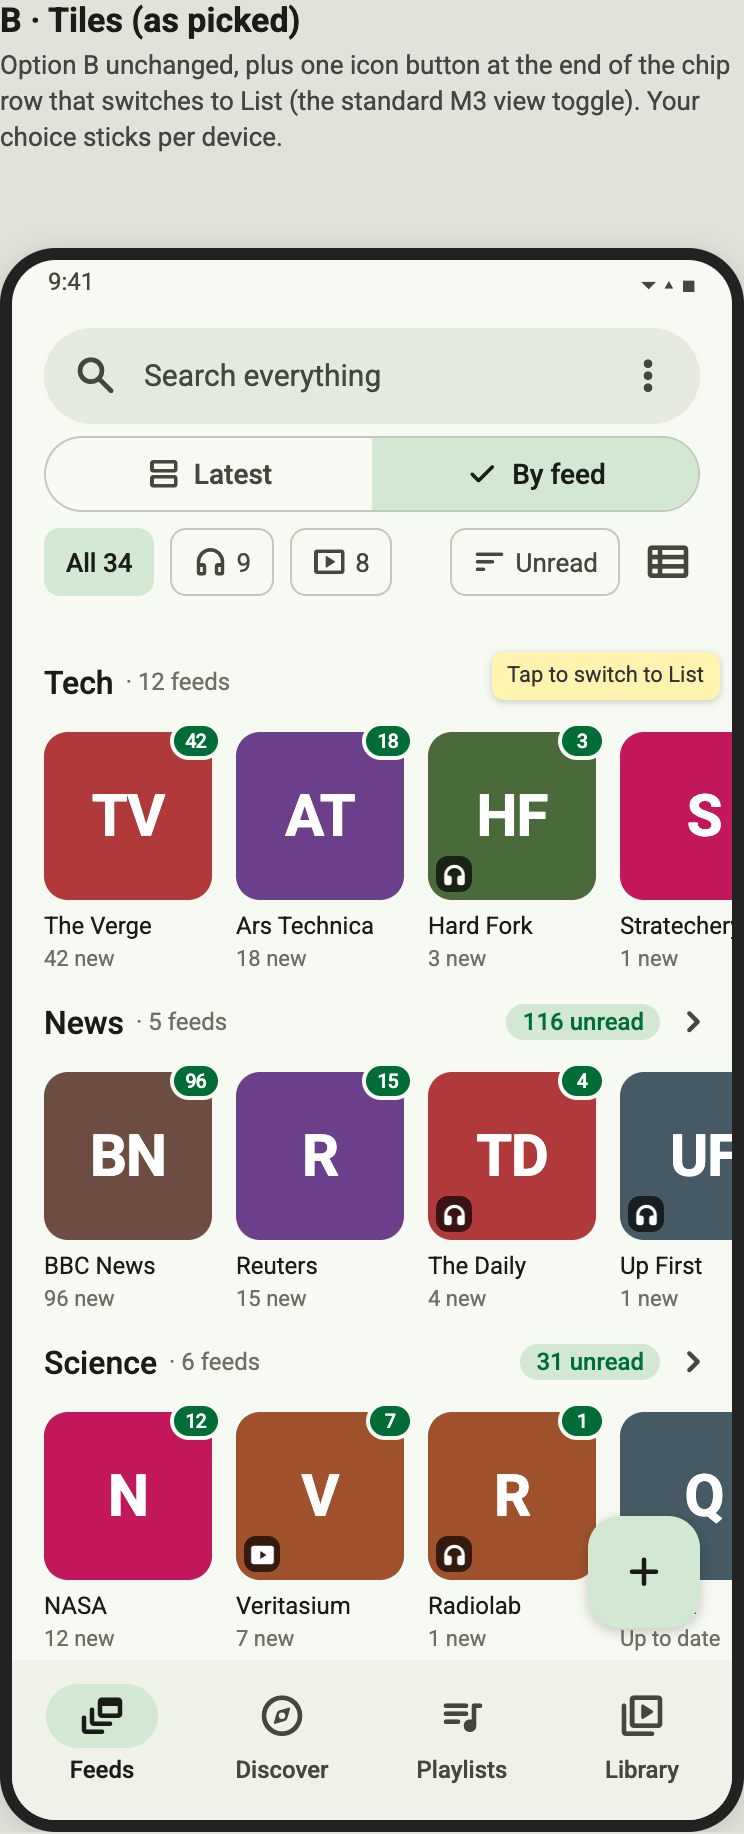 B · Tiles (as picked)
Option B unchanged, plus one icon button at the end of the chip
row that switches to List (the standard M3 view toggle). Your
choice sticks per device.
9:41
Search everything
Latest
By feed
All 34
9
8
Unread
Tech · 12 feeds
Tap to switch to List
42
18
3
TV
AT
HF
S
The Verge
Ars Technica
Hard Fork
Stratechery
42 new
18 new
3 new
1 new
News · 5 feeds
116 unread
96
15
4
BN
R
TD
UF
BBC News
Reuters
The Daily
Up First
96 new
15 new
4 new
1 new
Science · 6 feeds
31 unread
12
7
1
N
V
R
Q
NASA
Veritasium
Radiolab
12 new
7 new
1 new
Up to date
Feeds
Discover
Playlists
Library